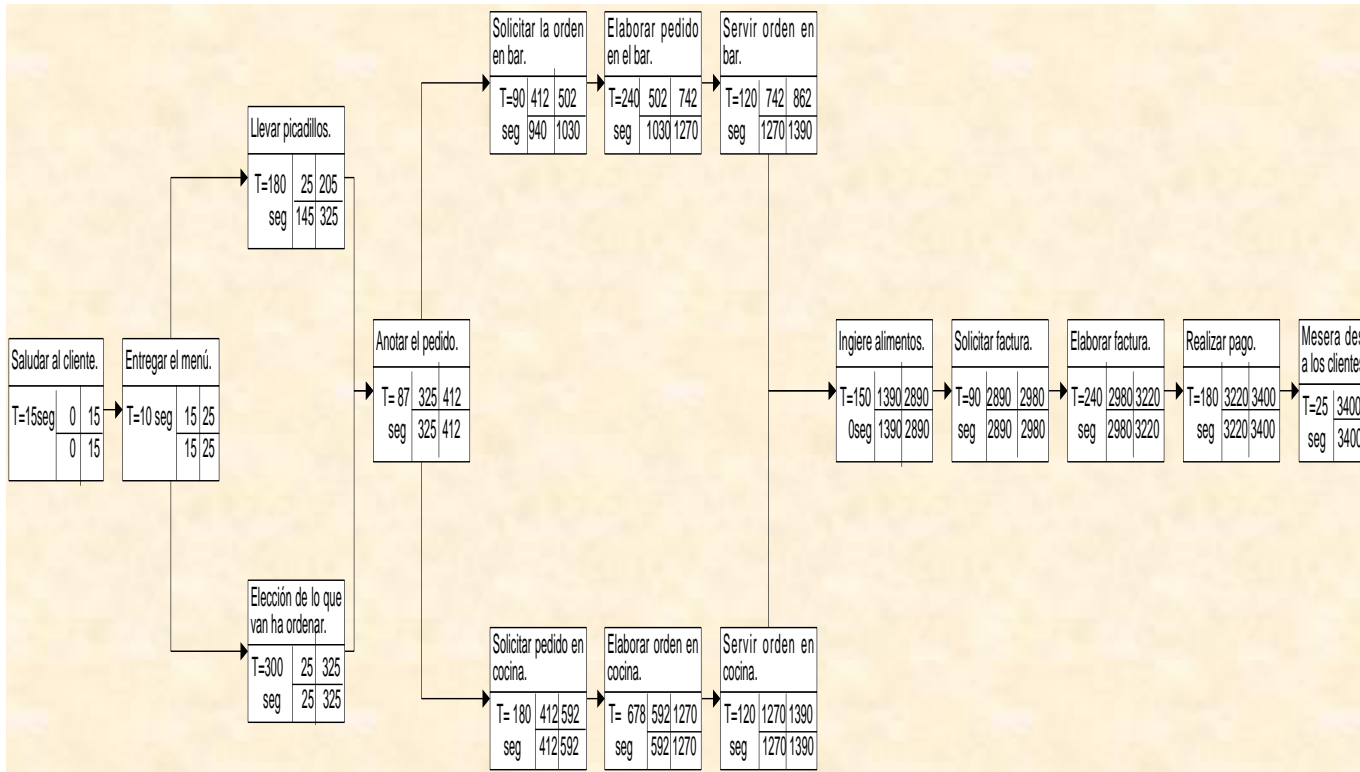 Solicitar la orden
en bar.
T=90 412 502
seg 940 1030
Elaborar pedido
en el bar.
T=240 502 742
seg 1030 1270
Servir orden en
bar.
T=120 742 862
seg 1270 1390
Llevar picadillos.
T=180 25 205
seg 145 325
Saludar al cliente.
T=15seg 0 15
0 15
Entregar el menú.
T=10 seg 15 25
15 25
Anotar el pedido.
T= 87 325 412
seg 325 412
Ingiere alimentos.
T=150 1390 2890
0seg 1390 2890
Solicitar factura.
T=90 2890 2980
seg 2890 2980
Elaborar factura.
T=240 2980 3220
seg 2980 3220
Realizar pago.
T=180 3220 3400
seg 3220 3400
Mesera des
a los clientes
T=25 3400
seg 3400
Elección de lo que
van ha ordenar.
T=300 25 325
seg 25 325
Solicitar pedido en
cocina.
T= 180 412 592
seg 412 592
Elaborar orden en
cocina.
T= 678 592 1270
seg 592 1270
Servir orden en
cocina.
T=120 1270 1390
seg 1270 1390